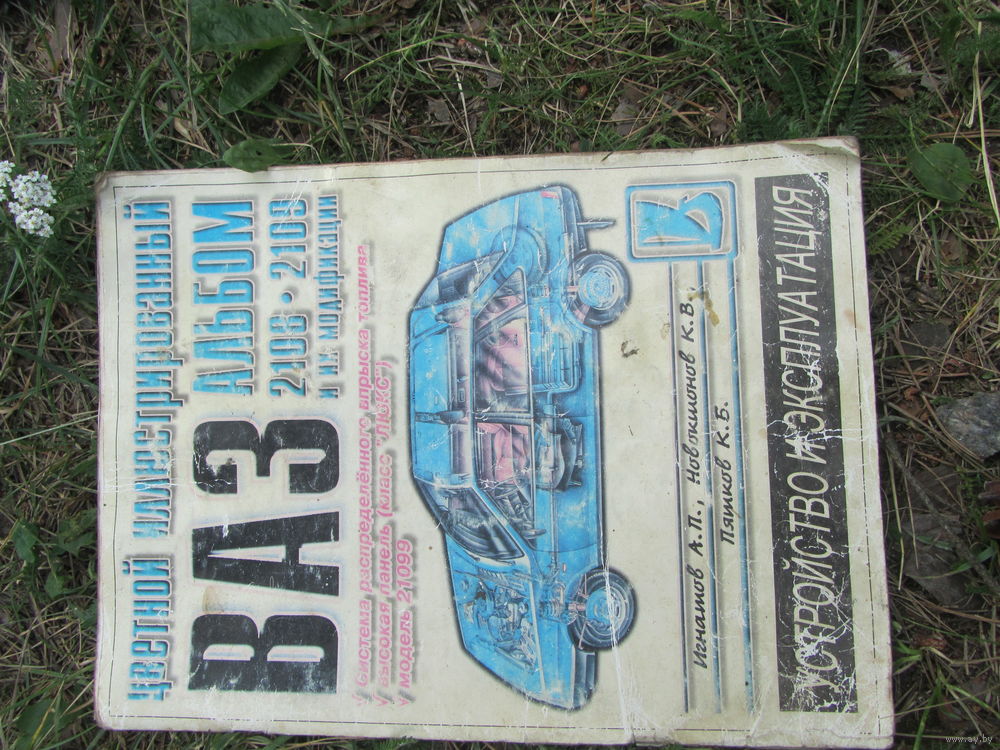 цветной иллюстрированный
ВАЗ АЛЬБОМ
2108 • 2109
и их модификации
√ система распределённого впрыска топлива
√ высокая панель (класс "ЛЮКС")
√ модель 21099
Игнатов А.П., Новокшонов К.В.
Пятков К.Б.
УСТРОЙСТВО И ЭКСПЛУАТАЦИЯ
www.ay.by